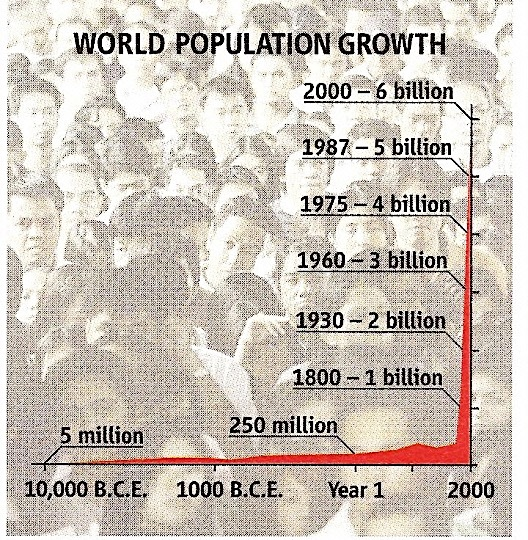 WORLD POPULATION GROWTH
2000 – 6 billion
1987 – 5 billion
1975 – 4 billion
1960 – 3 billion
1930 – 2 billion
1800 – 1 billion
250 million
5 million
10,000 B.C.E. 1000 B.C.E. Year 1 2000